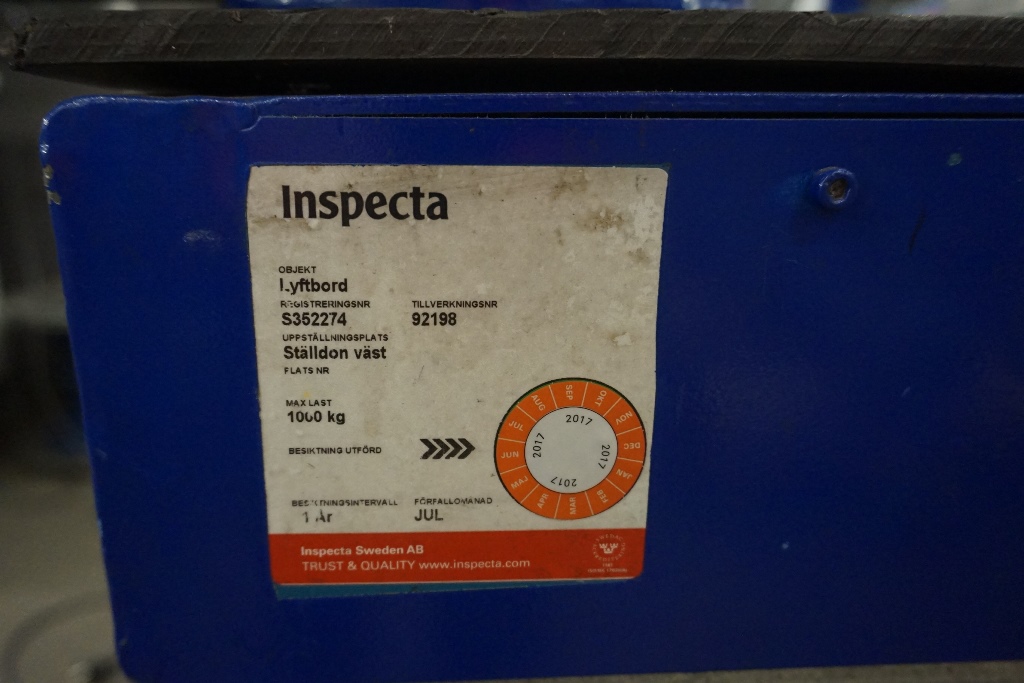 Inspecta
OBJEKT
Lyftbord
REGISTRERINGSNR TILLVERKNINGSNR
S352274 92198
UPPSTÄLLNINGSPLATS
Ställdon väst
PLATS NR
MAX LAST
1000 kg
BESIKTNING UTFÖRD
BESIKTNINGSINTERVALL FÖRFALLOMÅNAD
1 År JUL
JAN FEB MAR APR MAJ JUN JUL AUG SEP OKT NOV DEC
2017 2017 2017 2017
Inspecta Sweden AB
TRUST & QUALITY www.inspecta.com